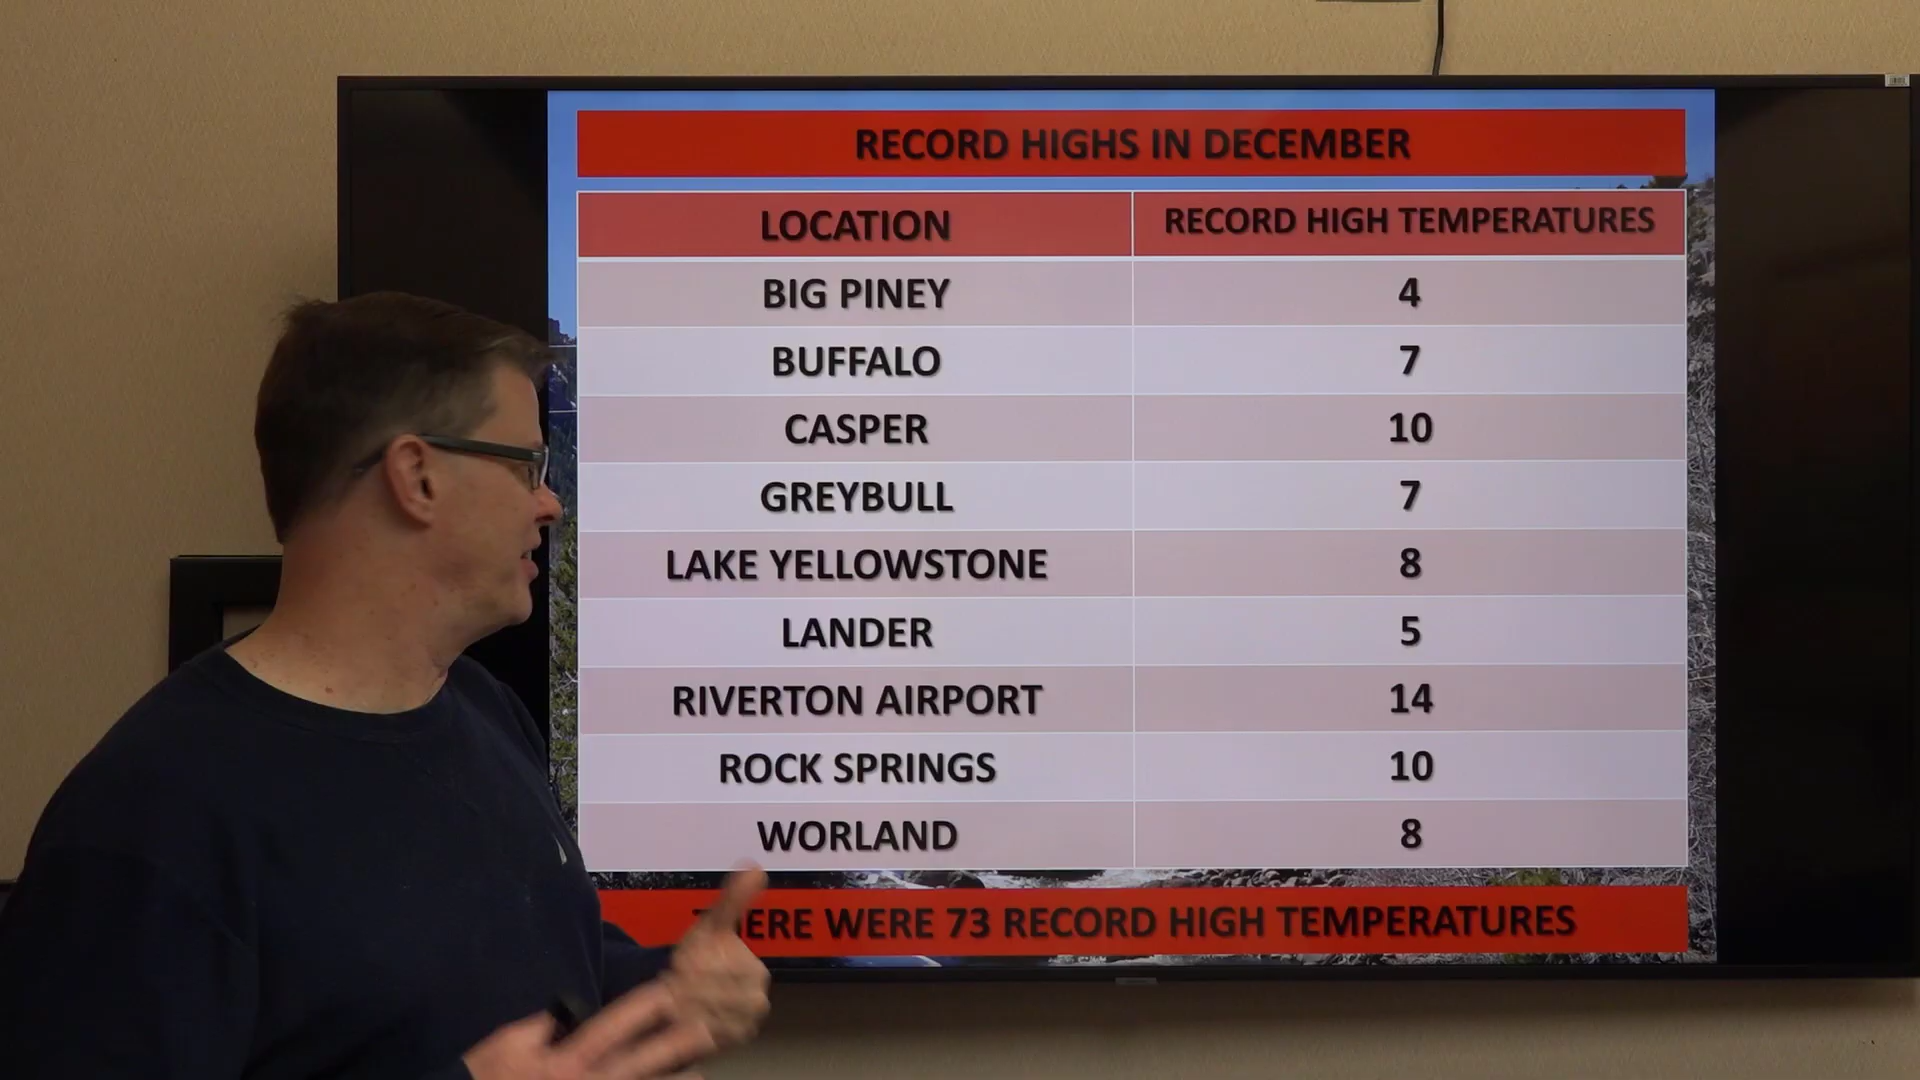 RECORD HIGHS IN DECEMBER
LOCATION RECORD HIGH TEMPERATURES
BIG PINEY 4
BUFFALO 7
CASPER 10
GREYBULL 7
LAKE YELLOWSTONE 8
LANDER 5
RIVERTON AIRPORT 14
ROCK SPRINGS 10
WORLAND 8
WERE 73 RECORD HIGH TEMPERATURES